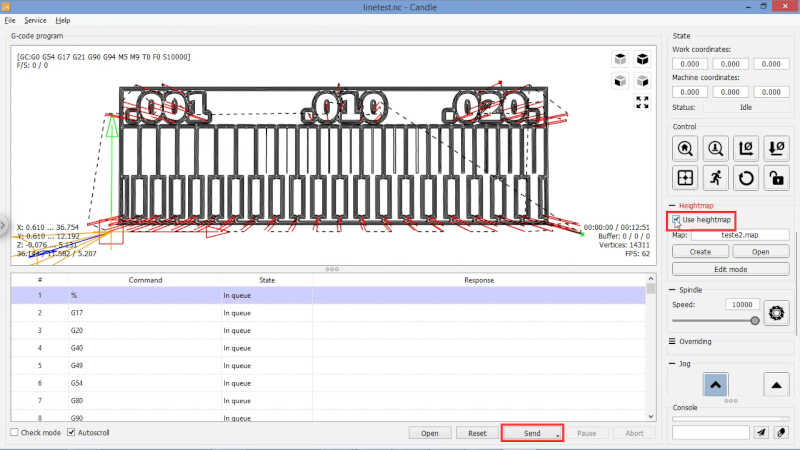 linetest.nc - Candle
File Service Help
G-code program
[GC:G0 G54 G17 G21 G90 G94 M5 M9 T0 F0 S10000]
F/S: 0 / 0
.001 .010 .020
X: 0.610 ... 36.754
Y: 0.610 ... 12.192
Z: -0.076 ... 5.131
36.144 / 11.582 / 5.207
00:00:00 / 00:12:51
Buffer: 0 / 0 / 0
Vertices: 14311
FPS: 62
# Command State Response
1 % In queue
2 G17 In queue
3 G20 In queue
4 G40 In queue
5 G49 In queue
6 G54 In queue
7 G80 In queue
8 G90 In queue
Check mode Autoscroll Open Reset Send Pause Abort
State
Work coordinates:
0.000 0.000 0.000
Machine coordinates:
0.000 0.000 0.000
Status: Idle
Control
Heightmap
Use heightmap
Map: teste2.map
Create Open
Edit mode
Spindle
Speed: 10000
Overriding
Jog
Console